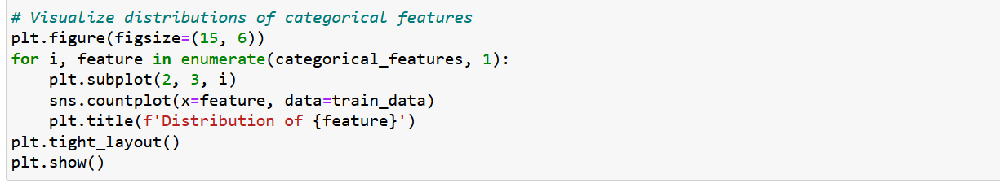 # Visualize distributions of categorical features
plt.figure(figsize=(15, 6))
for i, feature in enumerate(categorical_features, 1):
    plt.subplot(2, 3, i)
    sns.countplot(x=feature, data=train_data)
    plt.title(f'Distribution of {feature}')
plt.tight_layout()
plt.show()